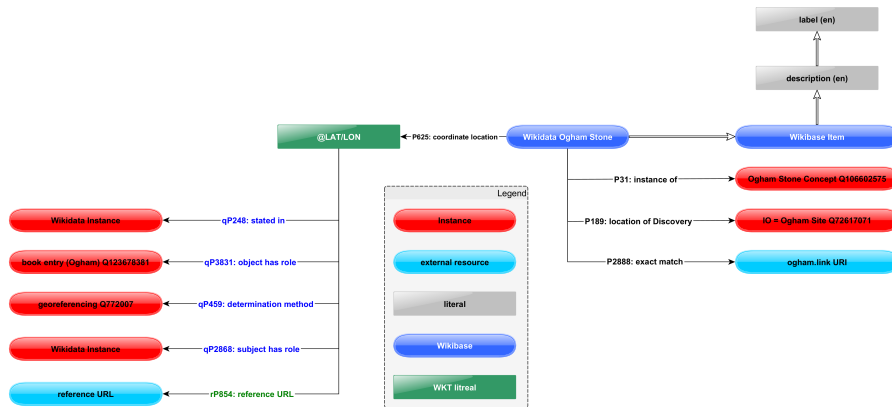 label (en)
description (en)
@LAT/LON
P625: coordinate location
Wikidata Ogham Stone
Wikibase Item
P31: instance of
Ogham Stone Concept Q106602575
P189: location of Discovery
IO = Ogham Site Q72617071
P2888: exact match
ogham.link URI
Wikidata Instance
qP248: stated in
book entry (Ogham) Q123678381
qP3831: object has role
georeferencing Q772007
qP459: determination method
Wikidata Instance
qP2868: subject has role
reference URL
rP854: reference URL
Legend
Instance
external resource
literal
Wikibase
WKT litreal